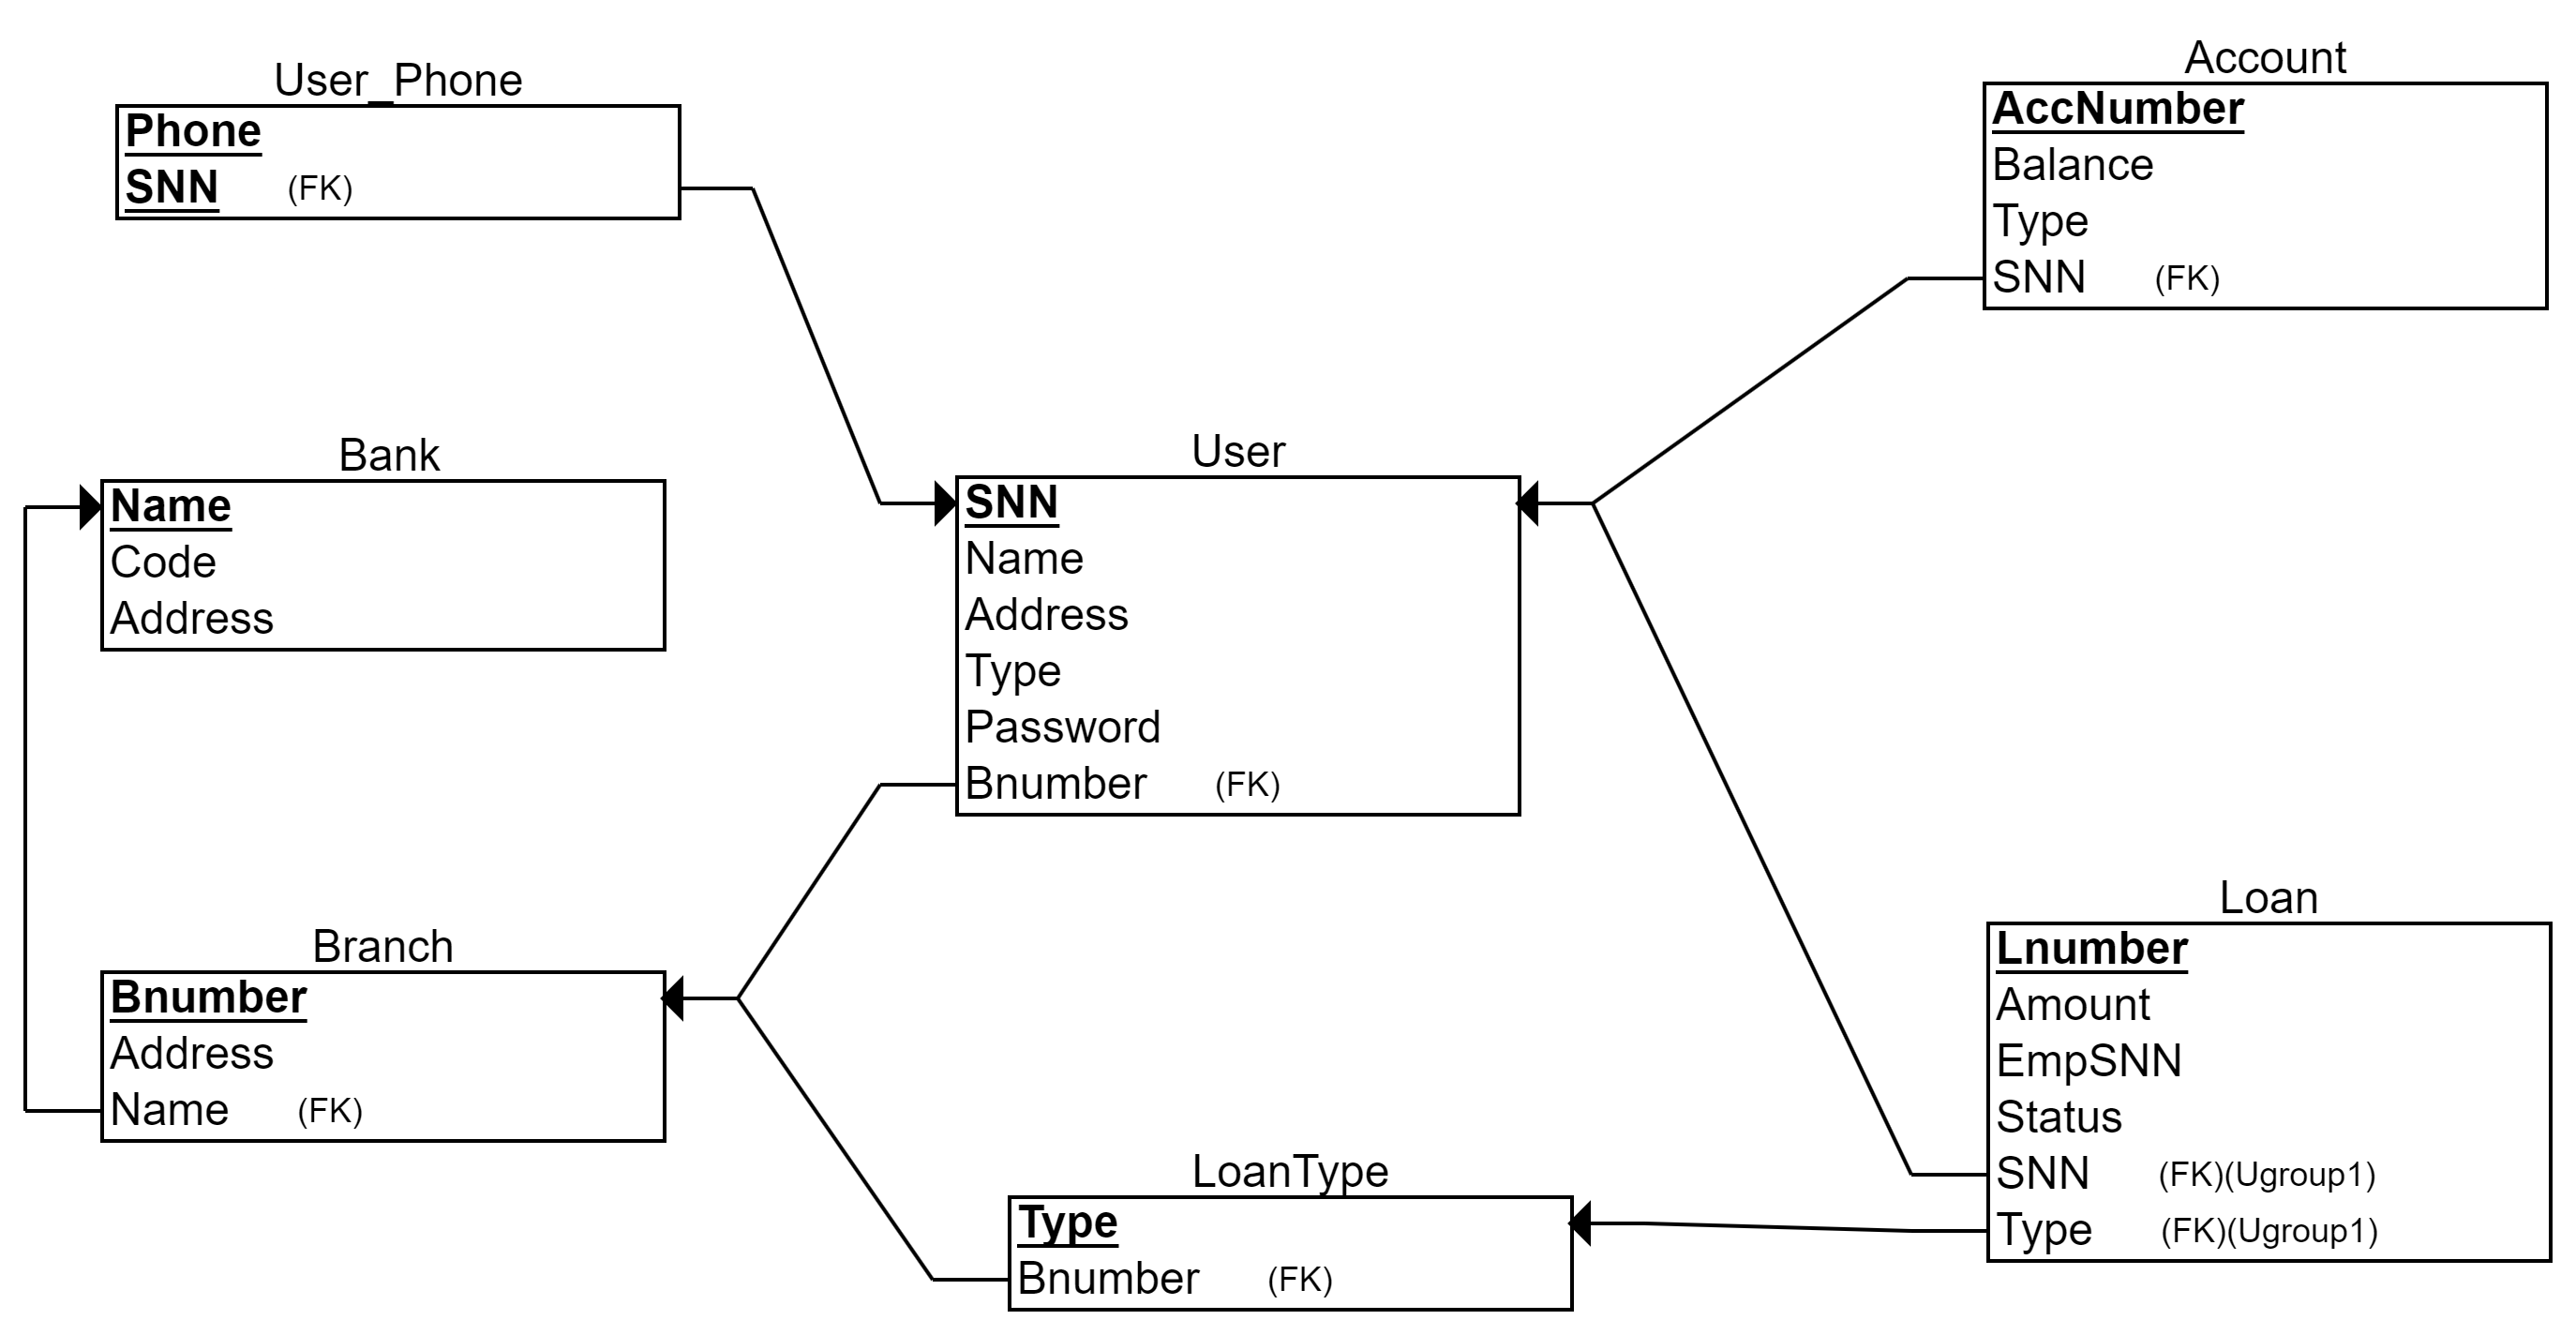 User_Phone
Phone
SNN (FK)
Account
AccNumber
Balance
Type
SNN (FK)
Bank
Name
Code
Address
User
SNN
Name
Address
Type
Password
Bnumber (FK)
Branch
Bnumber
Address
Name (FK)
LoanType
Type
Bnumber (FK)
Loan
Lnumber
Amount
EmpSNN
Status
SNN (FK)(Ugroup1)
Type (FK)(Ugroup1)